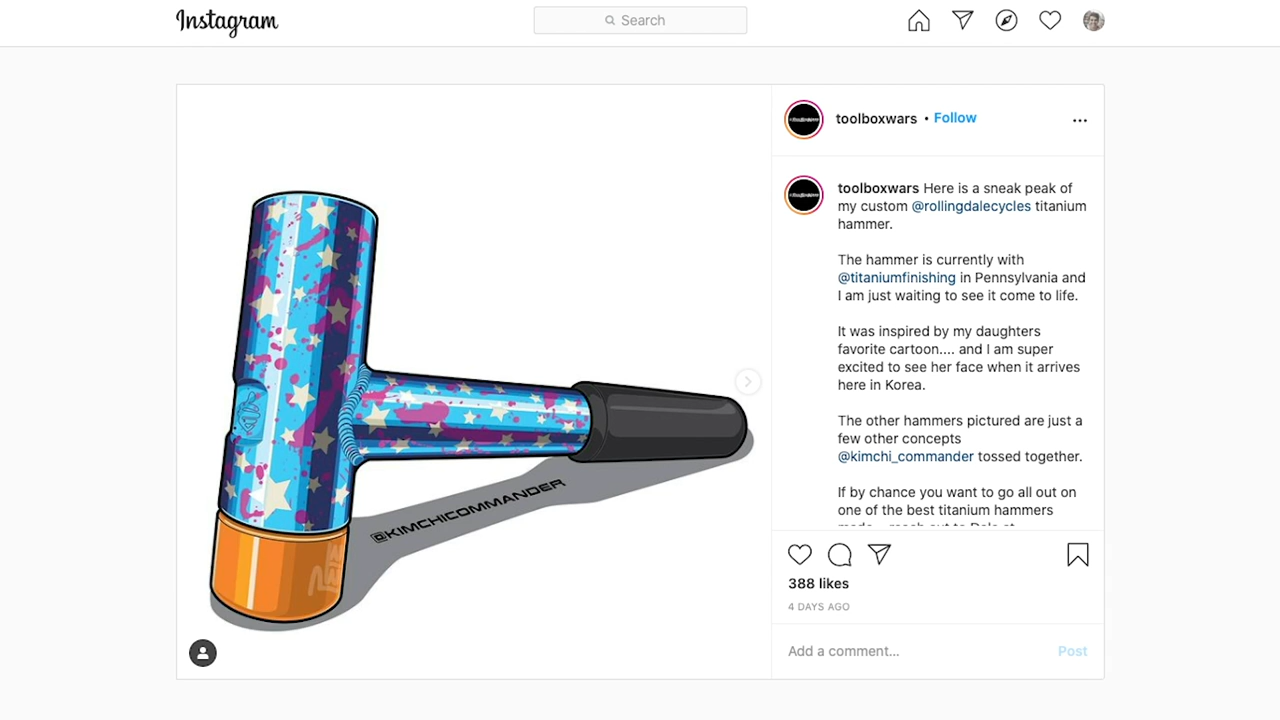 Instagram
Search
toolboxwars • Follow
toolboxwars Here is a sneak peak of
my custom @rollingdalecycles titanium
hammer.
The hammer is currently with
@titaniumfinishing in Pennsylvania and
I am just waiting to see it come to life.
It was inspired by my daughters
favorite cartoon.... and I am super
excited to see her face when it arrives
here in Korea.
The other hammers pictured are just a
few other concepts
@kimchi_commander tossed together.
If by chance you want to go all out on
one of the best titanium hammers
@KIMCHICOMMANDER
388 likes
4 DAYS AGO
Add a comment...
Post